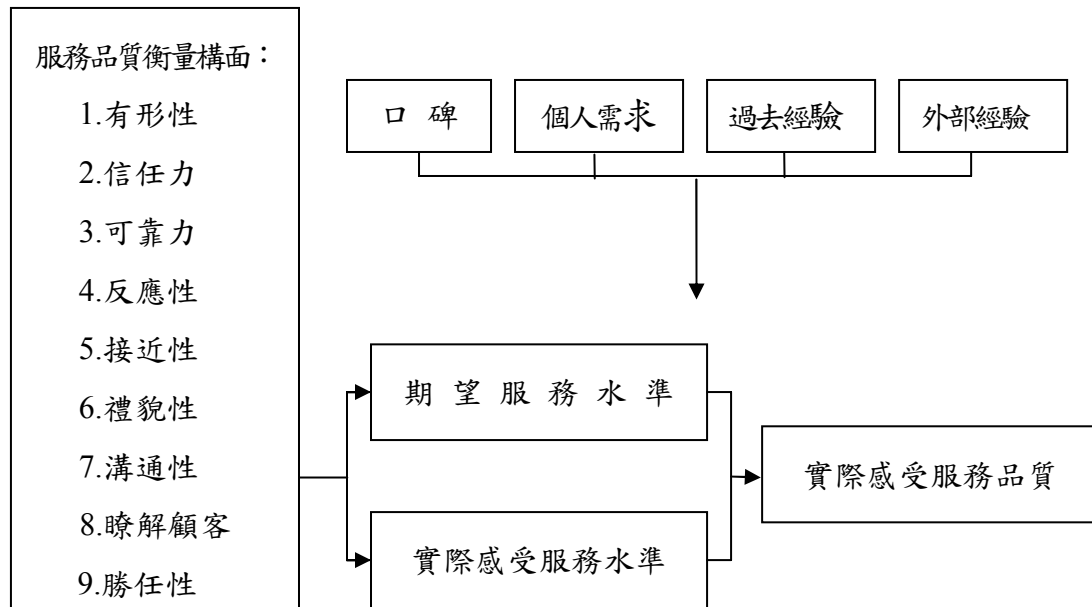 服務品質衡量構面：
1.有形性
2.信任力
3.可靠力
4.反應性
5.接近性
6.禮貌性
7.溝通性
8.瞭解顧客
9.勝任性
口 碑
個人需求
過去經驗
外部經驗
期 望 服 務 水 準
實際感受服務水準
實際感受服務品質